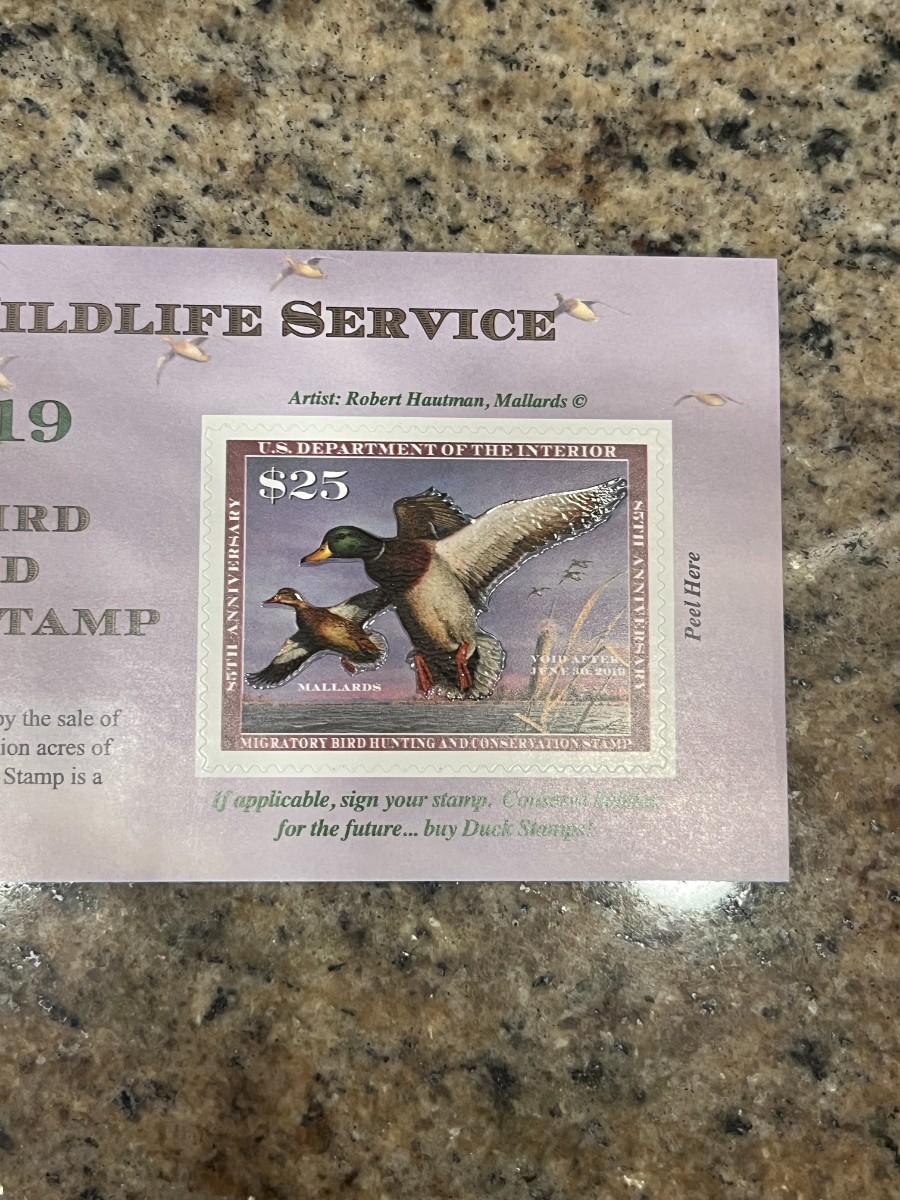 ILDLIFE SERVICE
19
Artist: Robert Hautman, Mallards ©
U.S. DEPARTMENT OF THE INTERIOR
$25
85TH ANNIVERSARY
85TH ANNIVERSARY
VOID AFTER
JUNE 30, 2019
MALLARDS
MIGRATORY BIRD HUNTING AND CONSERVATION STAMP
Peel Here
IRD
D
TAMP
by the sale of
ion acres of
Stamp is a
If applicable, sign your stamp. Conserve habitat
for the future... buy Duck Stamps!